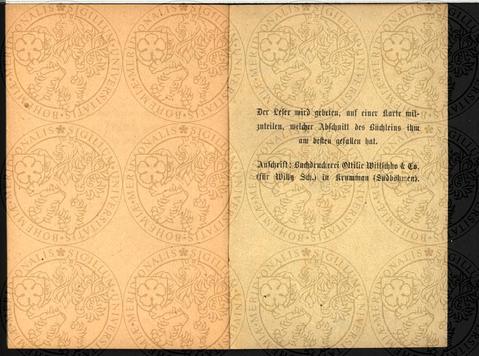 Der Leser wird gebeten, auf einer Karte mit-
zuteilen, welcher Abschnitt des Büchleins ihm
am besten gefallen hat.
Anschrift: Buchdruckerei Ottilie Wittschko & Co.
(für Willy Sch.) in Krummau (Südböhmen).